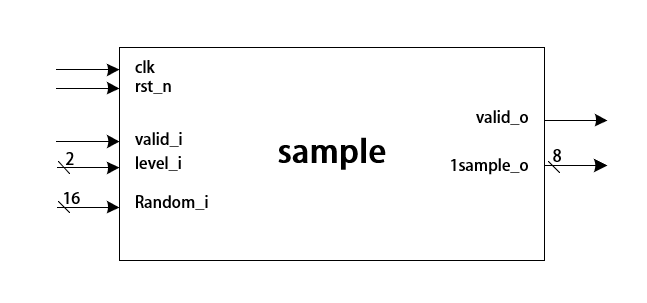 clk
rst_n
valid_i
2
level_i
16
Random_i
sample
valid_o
1sample_o
8